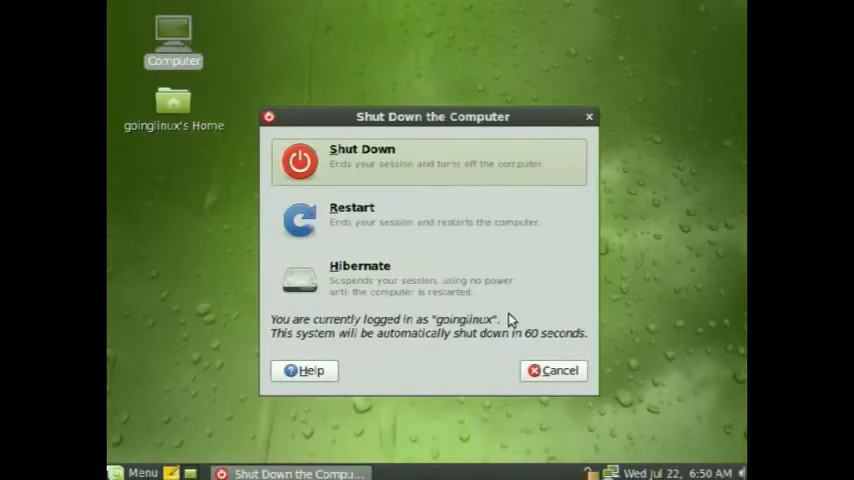 Computer
goinglinux's Home
Shut Down the Computer
Shut Down
Ends your session and turns off the computer.
Restart
Ends your session and restarts the computer.
Hibernate
Suspends your session, using no power
until the computer is restarted.
You are currently logged in as "goinglinux".
This system will be automatically shut down in 60 seconds.
Help
Cancel
Menu
Shut Down the Compu...
Wed Jul 22, 6:50 AM